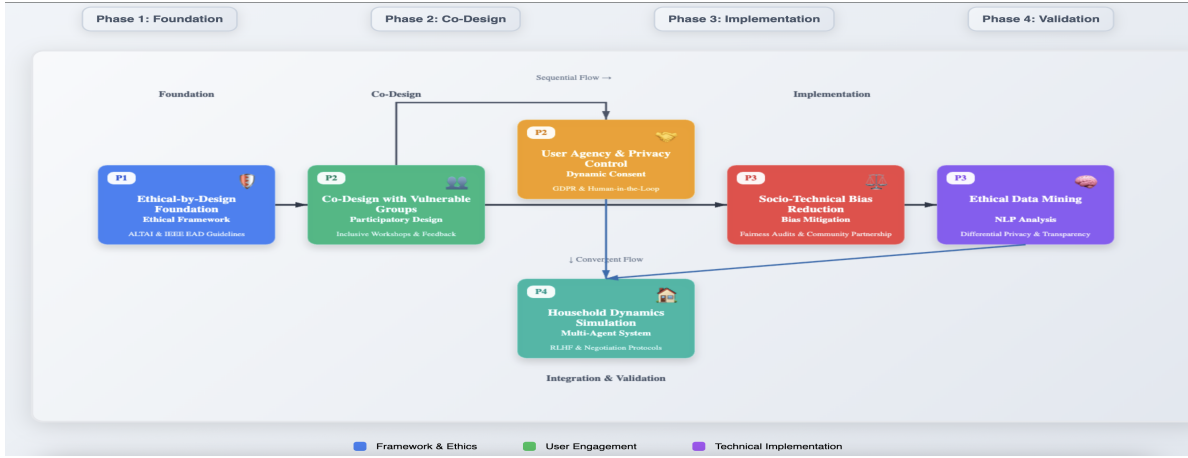 Phase 1: Foundation
Phase 2: Co-Design
Phase 3: Implementation
Phase 4: Validation
Sequential Flow →
Foundation
Co-Design
Implementation
P2
User Agency & Privacy
Control
Dynamic Consent
GDPR & Human-in-the-Loop
P1
Ethical-by-Design
Foundation
Ethical Framework
ALTAI & IEEE EAD Guidelines
P2
Co-Design with Vulnerable
Groups
Participatory Design
Inclusive Workshops & Feedback
P3
Socio-Technical Bias
Reduction
Bias Mitigation
Fairness Audits & Community Partnership
P3
Ethical Data Mining
NLP Analysis
Differential Privacy & Transparency
↓ Convergent Flow
P4
Household Dynamics
Simulation
Multi-Agent System
RLHF & Negotiation Protocols
Integration & Validation
Framework & Ethics
User Engagement
Technical Implementation